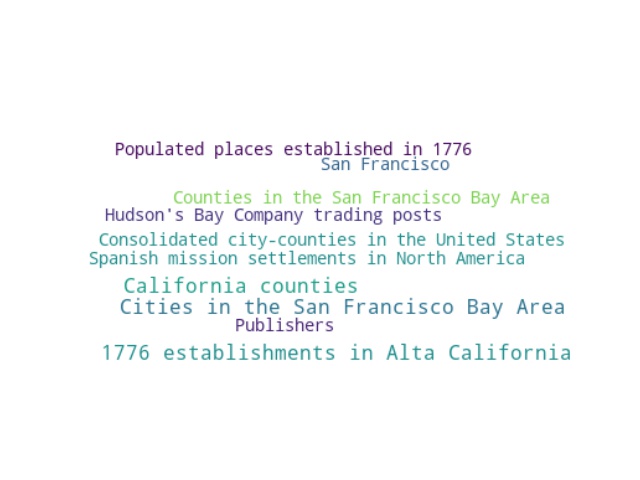 Populated places established in 1776
San Francisco
Counties in the San Francisco Bay Area
Hudson's Bay Company trading posts
Consolidated city-counties in the United States
Spanish mission settlements in North America
California counties
Cities in the San Francisco Bay Area
Publishers
1776 establishments in Alta California